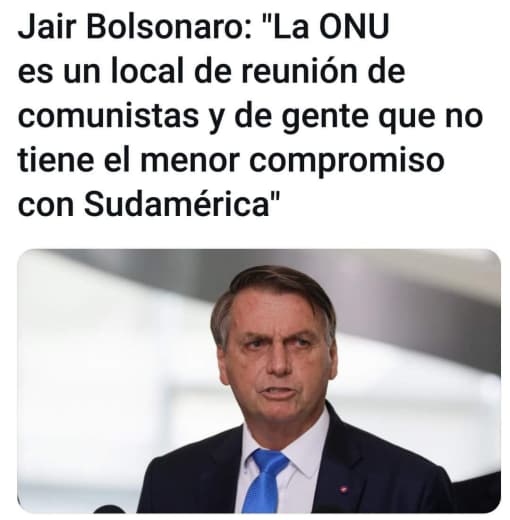 Jair Bolsonaro: "La ONU
es un local de reunión de
comunistas y de gente que no
tiene el menor compromiso
con Sudamérica"